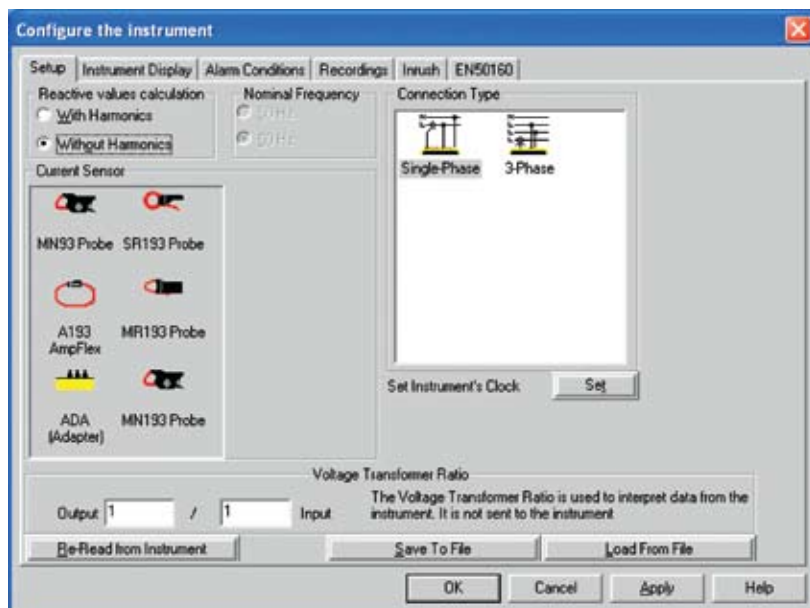 Configure the instrument
Setup
Instrument Display
Alarm Conditions
Recordings
Inrush
EN50160
Reactive values calculation
With Harmonics
Without Harmonics
Nominal Frequency
50 Hz
60 Hz
Connection Type
Single-Phase
3-Phase
Current Sensor
MN93 Probe
SR193 Probe
A193
AmpFlex
MR193 Probe
ADA
(Adapter)
MN193 Probe
Set Instrument's Clock
Set
Voltage Transformer Ratio
Output 1 / 1 Input
The Voltage Transformer Ratio is used to interpret data from the
instrument. It is not sent to the instrument
Re-Read from Instrument
Save To File
Load From File
OK
Cancel
Apply
Help